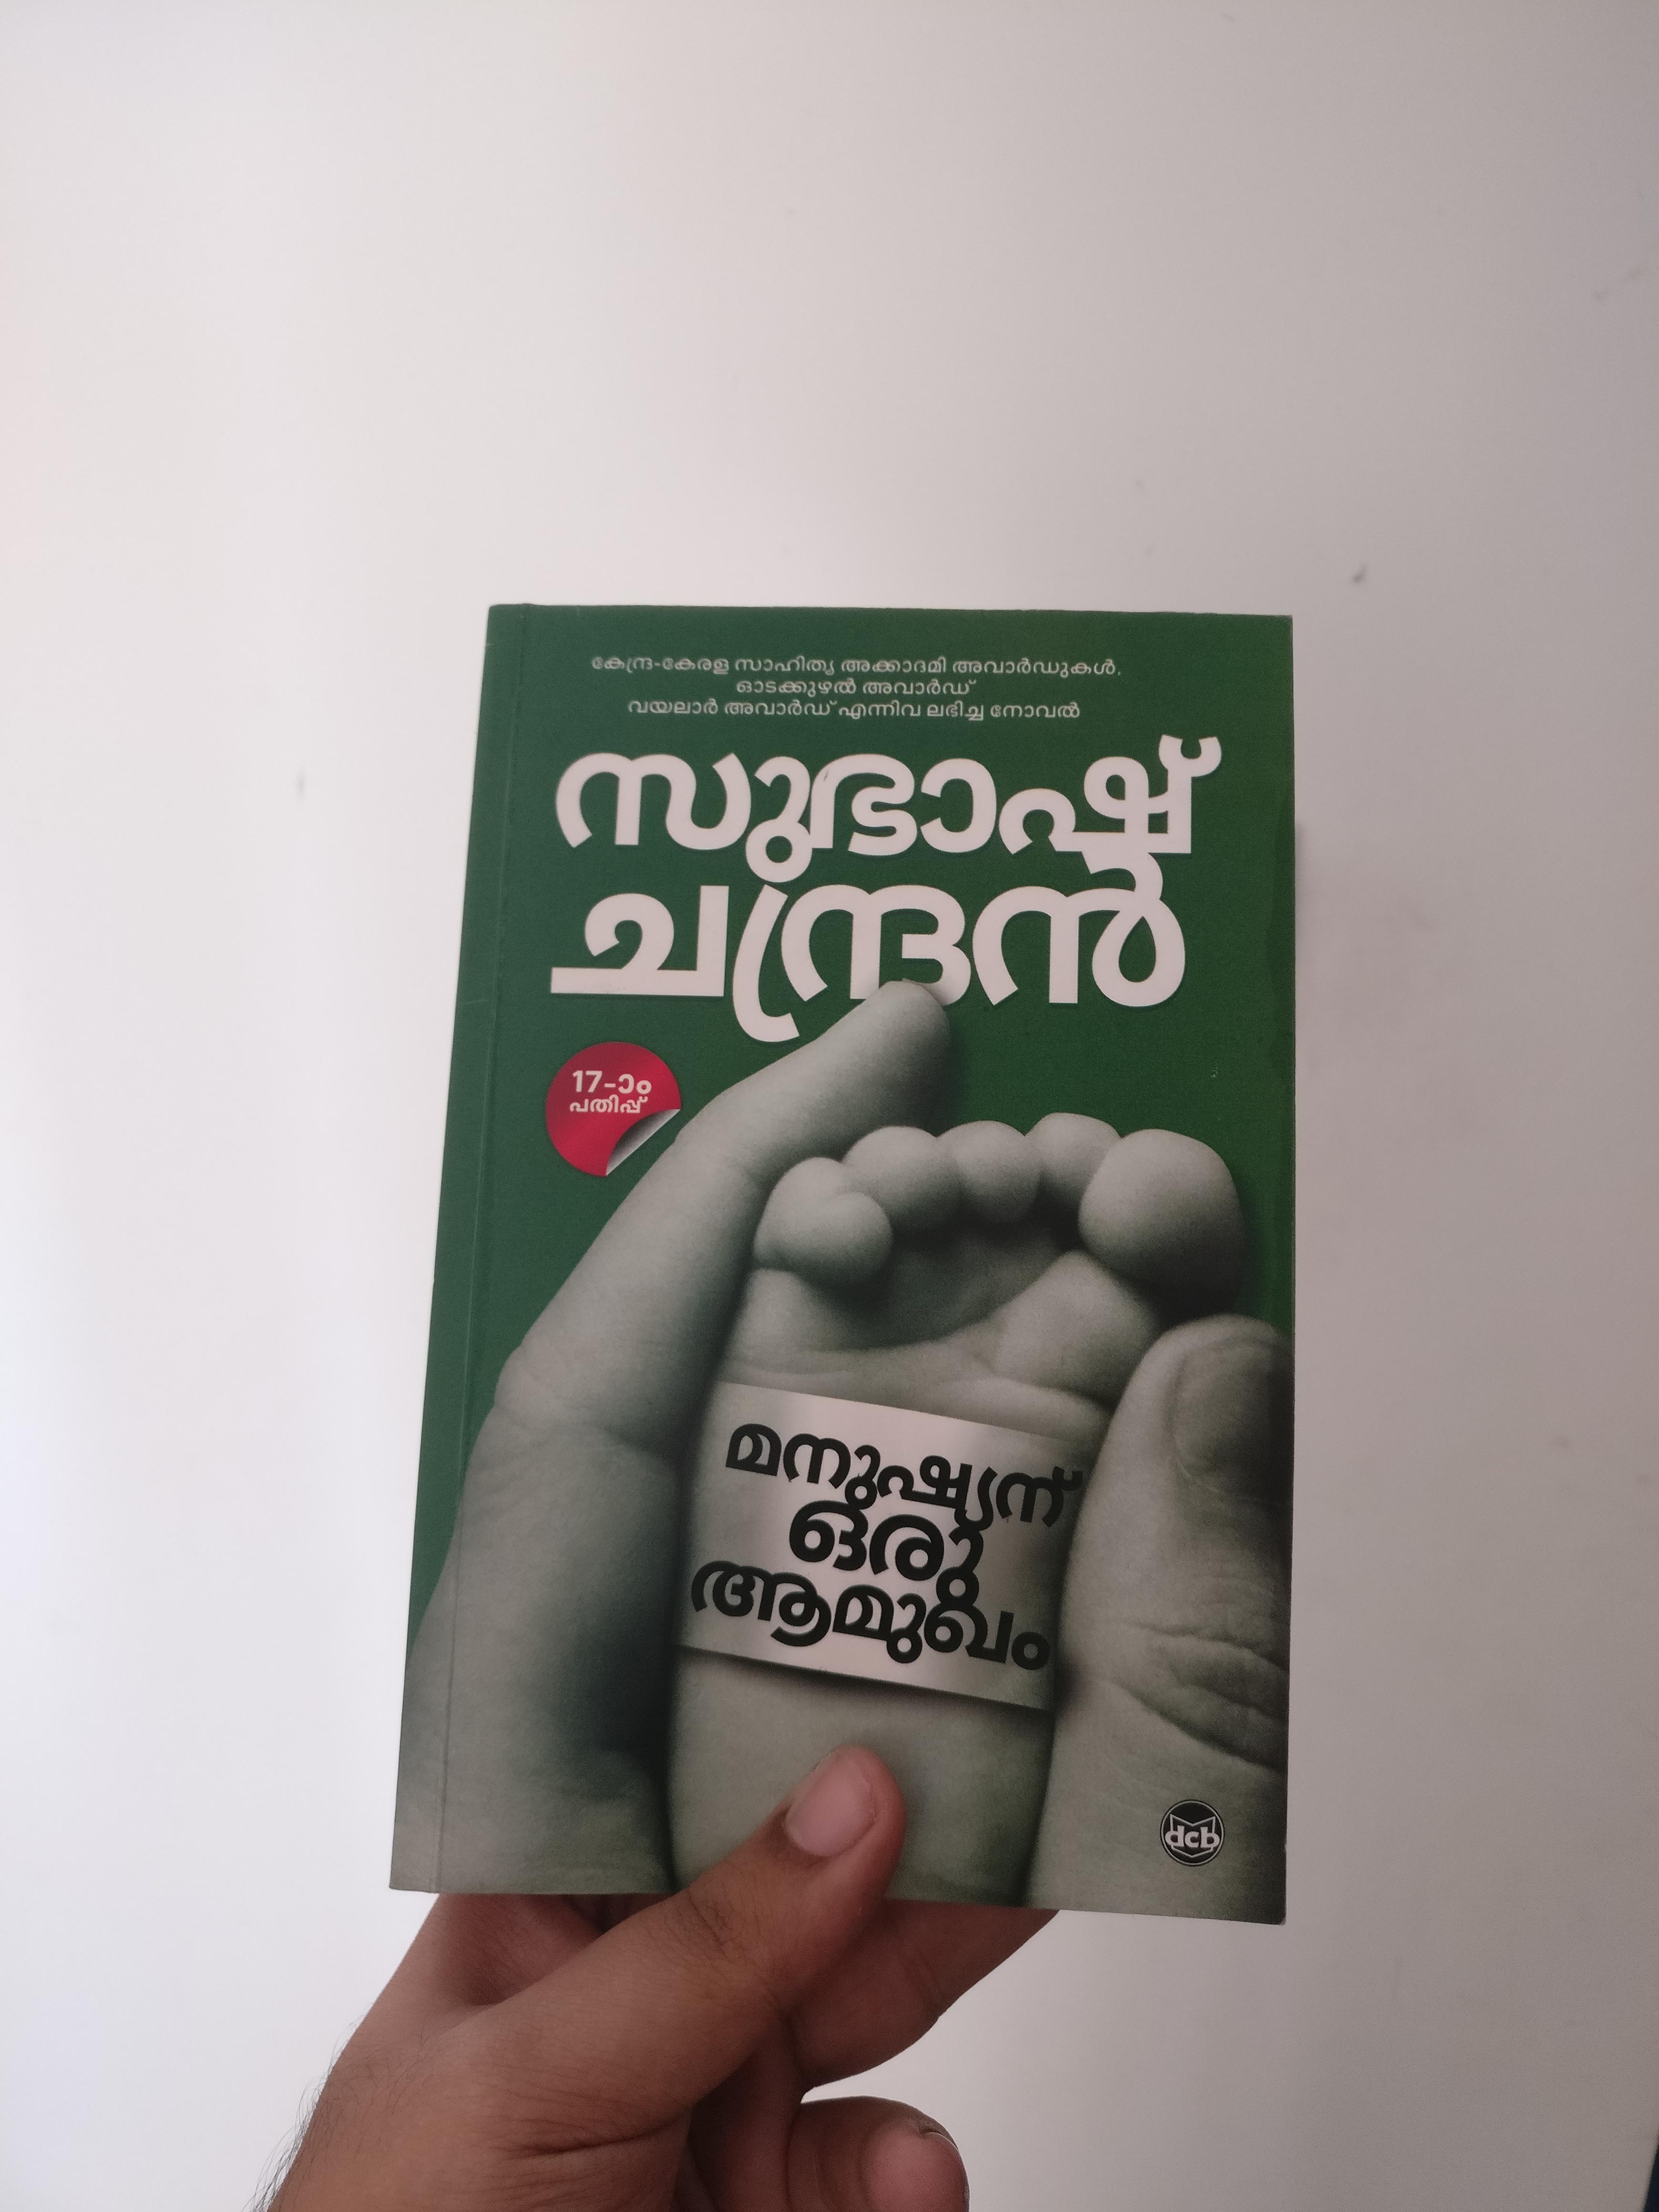 കേന്ദ്ര-കേരള സാഹിത്യ അക്കാദമി അവാർഡുകൾ,
ഓടക്കുഴൽ അവാർഡ്
വയലാർ അവാർഡ് എന്നിവ ലഭിച്ച നോവൽ
സുഭാഷ്
ചന്ദ്രൻ
17-ാം
പതിപ്പ്
മനുഷ്യന്
ഒരു
ആമുഖം
dcb